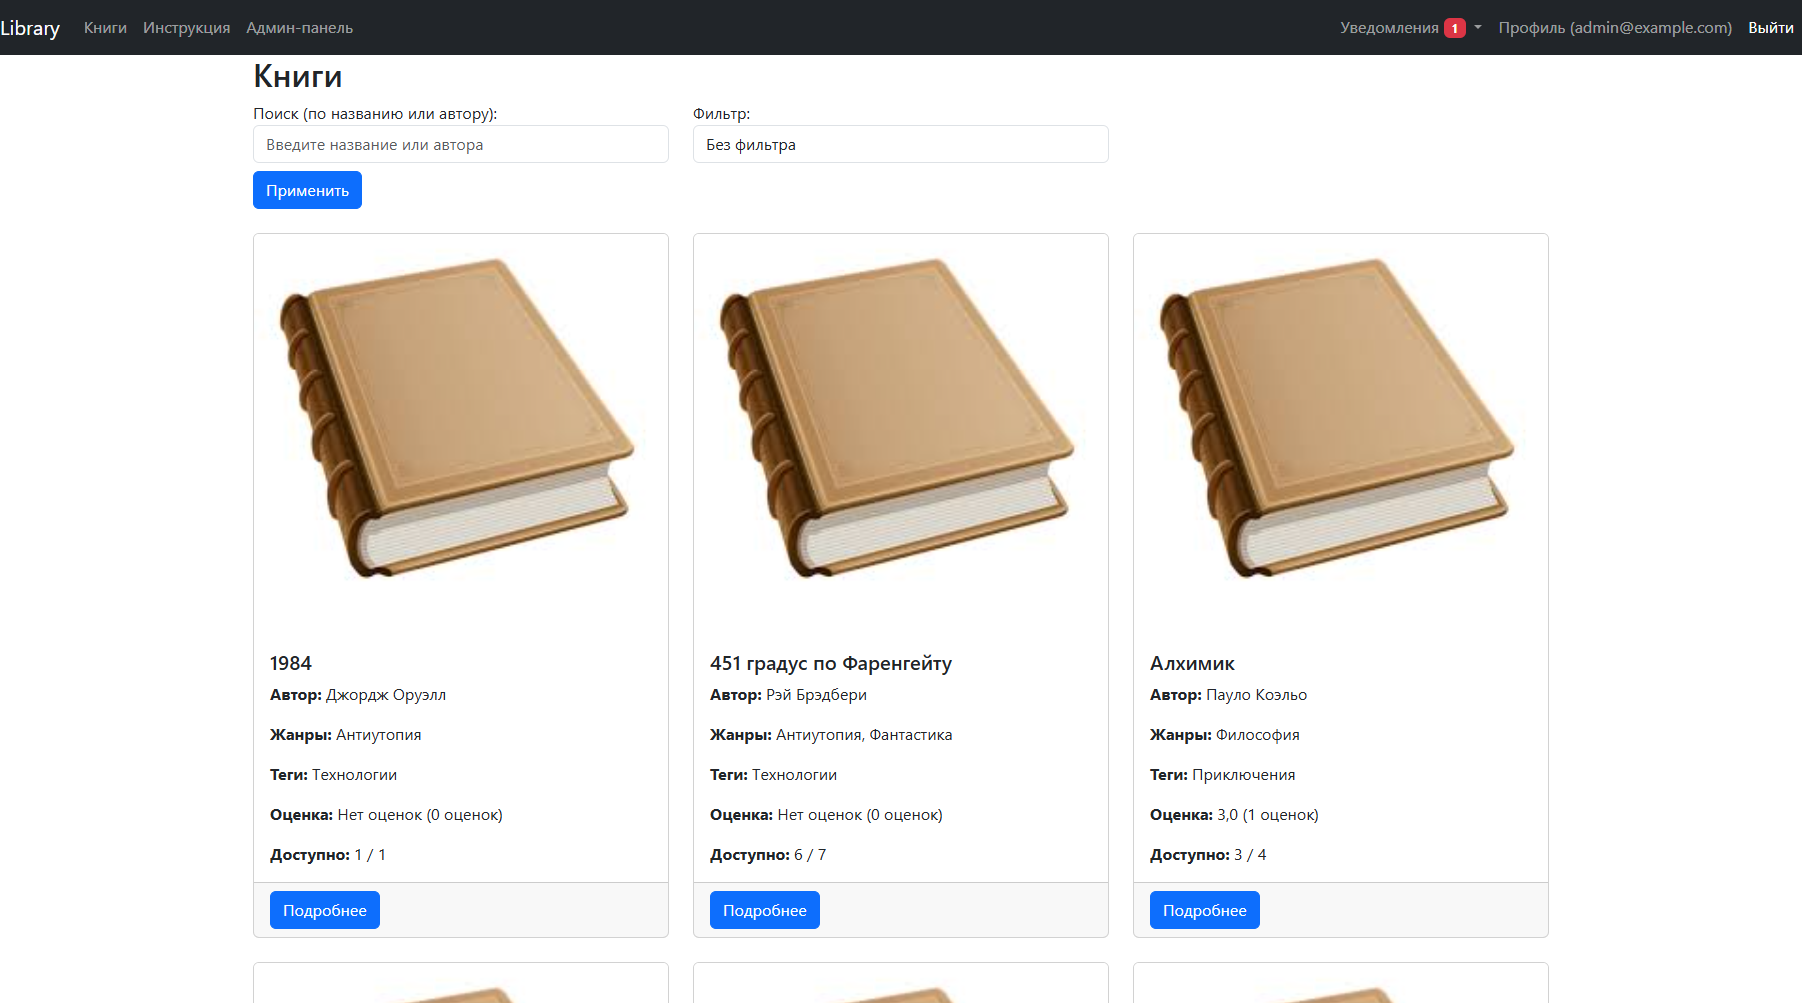 Library Книги Инструкция Админ-панель Уведомления 1 Профиль (admin@example.com) Выйти
Книги
Поиск (по названию или автору):
Введите название или автора
Фильтр:
Без фильтра
Применить
1984
Автор: Джордж Оруэлл
Жанры: Антиутопия
Теги: Технологии
Оценка: Нет оценок (0 оценок)
Доступно: 1 / 1
Подробнее
451 градус по Фаренгейту
Автор: Рэй Брэдбери
Жанры: Антиутопия, Фантастика
Теги: Технологии
Оценка: Нет оценок (0 оценок)
Доступно: 6 / 7
Подробнее
Алхимик
Автор: Пауло Коэльо
Жанры: Философия
Теги: Приключения
Оценка: 3,0 (1 оценок)
Доступно: 3 / 4
Подробнее